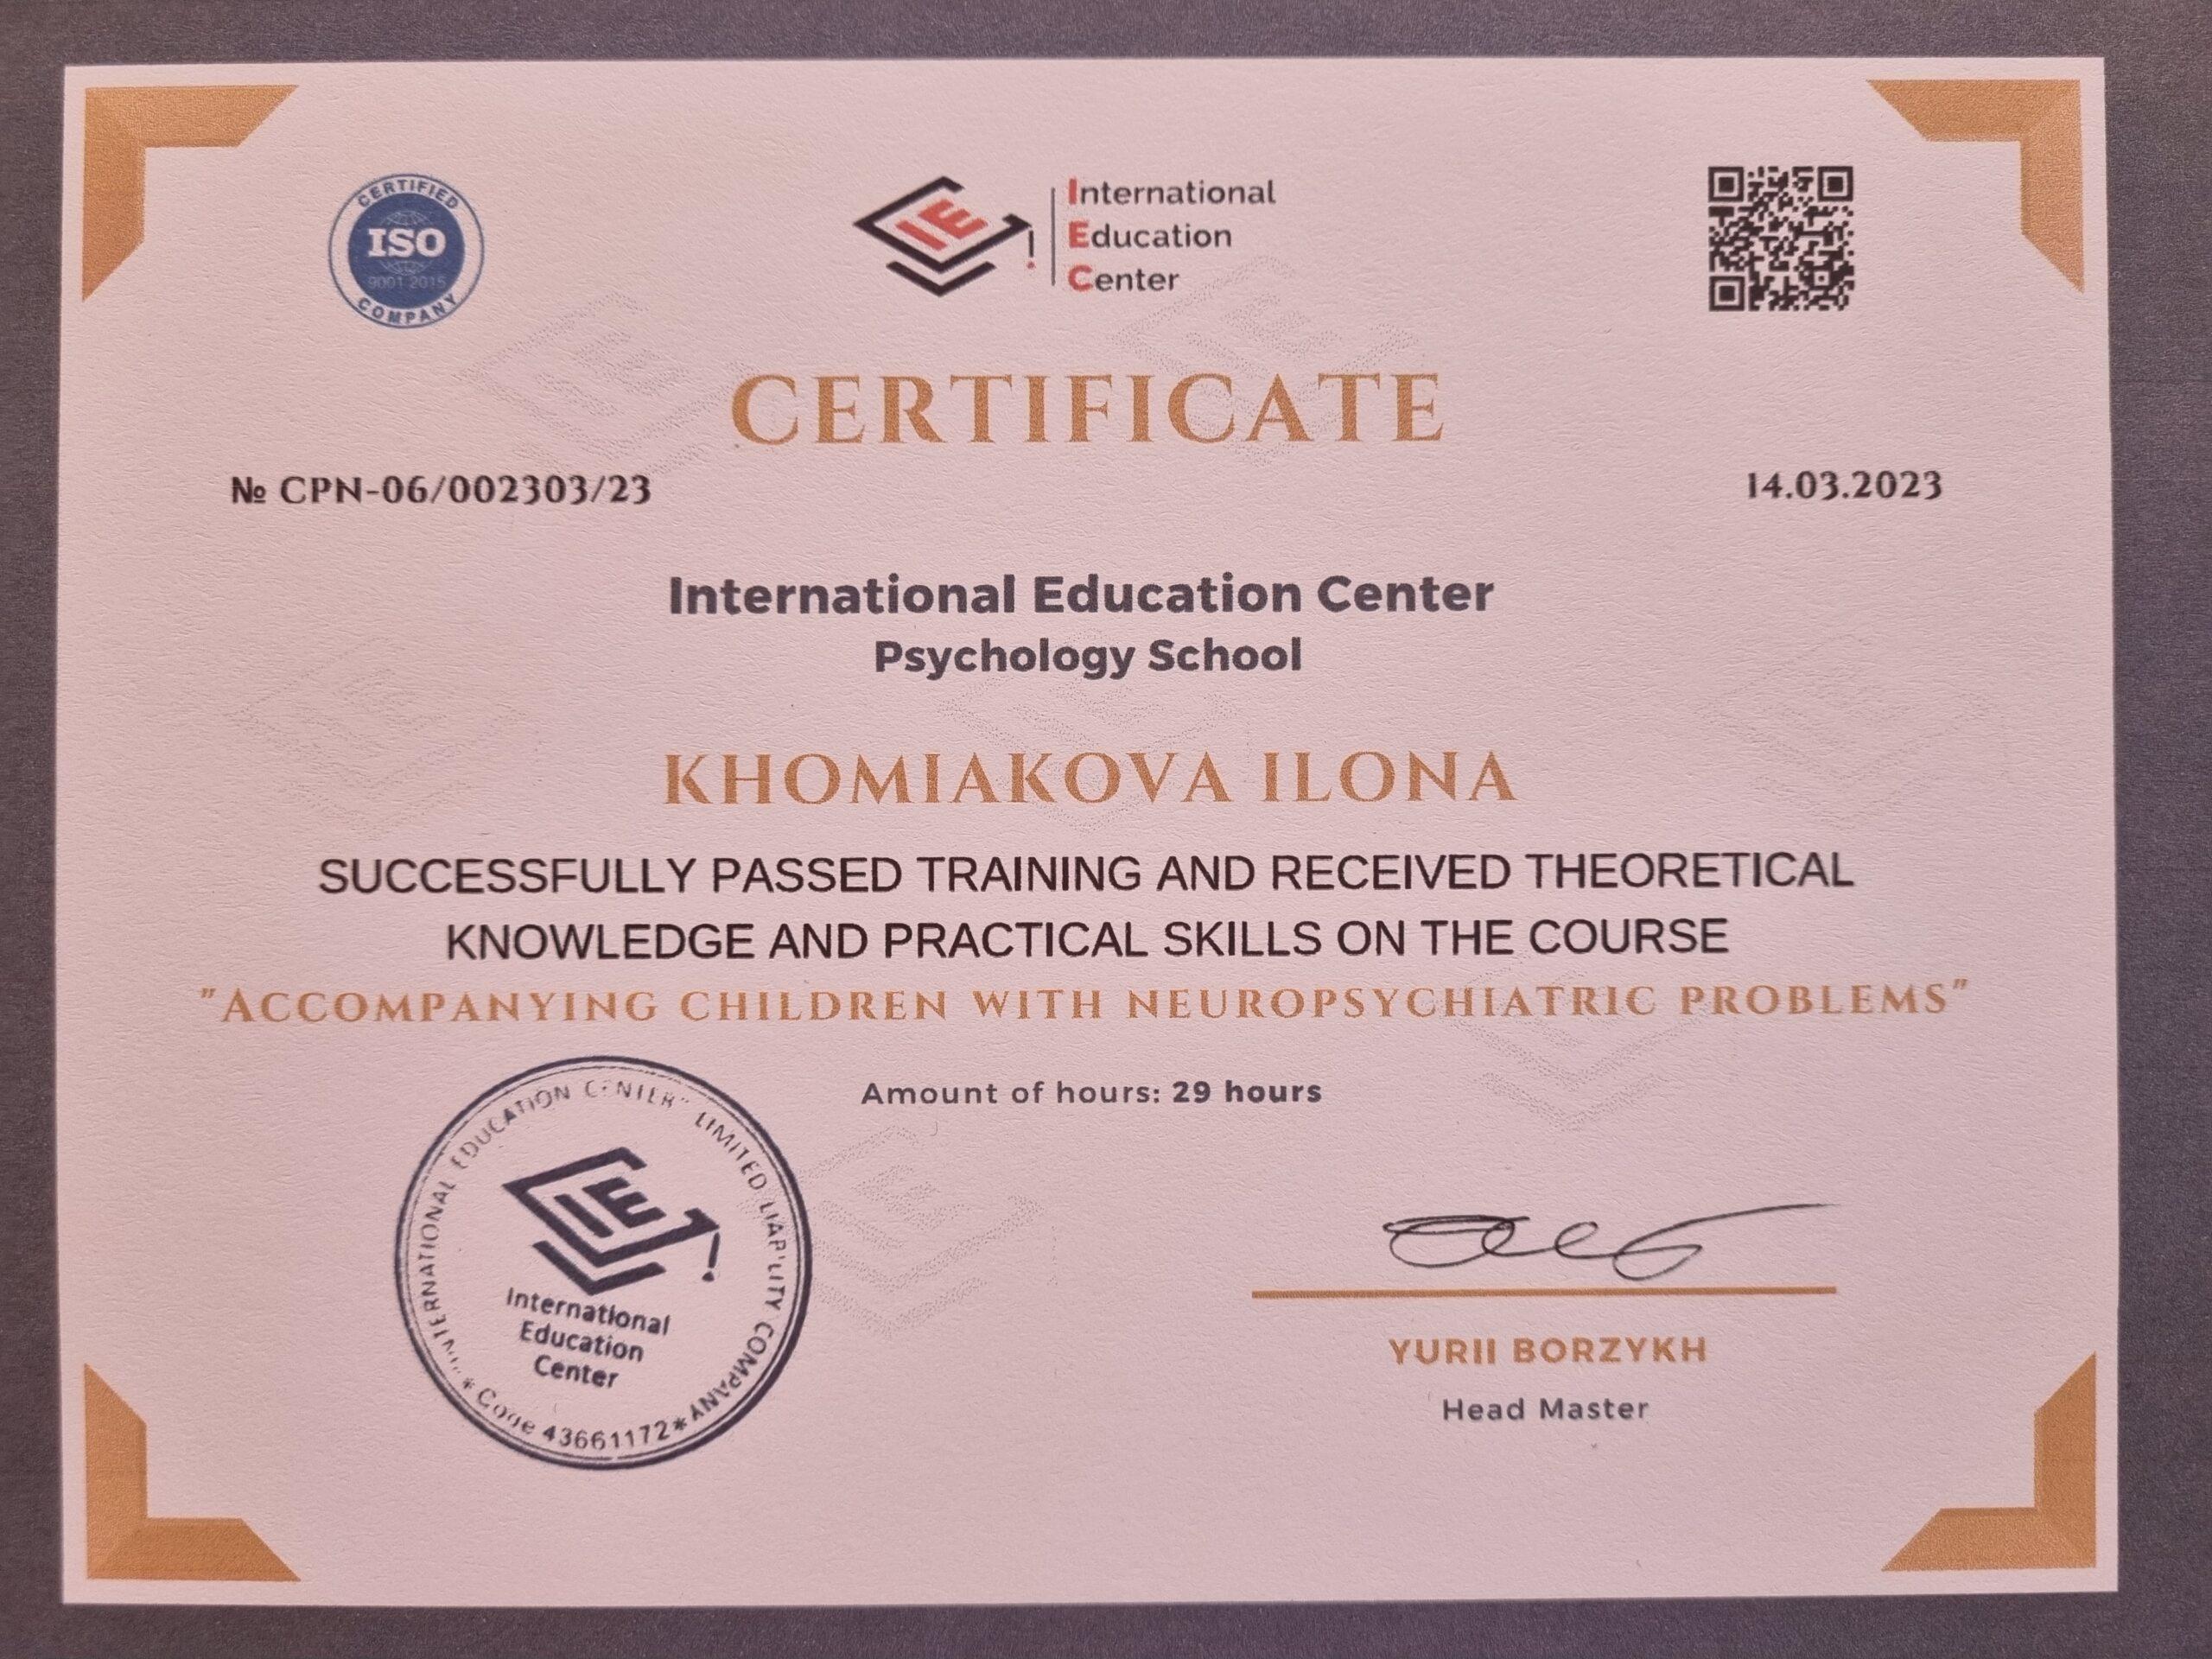 CERTIFIED
ISO
9001 2015
COMPANY
IE
International
Education
Center
CERTIFICATE
№ CPN-06/002303/23
14.03.2023
International Education Center
Psychology School
KHOMIAKOVA ILONA
SUCCESSFULLY PASSED TRAINING AND RECEIVED THEORETICAL
KNOWLEDGE AND PRACTICAL SKILLS ON THE COURSE
"ACCOMPANYING CHILDREN WITH NEUROPSYCHIATRIC PROBLEMS"
Amount of hours: 29 hours
INTERNATIONAL EDUCATION CENTER" LIMITED LIABILITY COMPANY
* Code 43661172 *
IE
International
Education
Center
YURII BORZYKH
Head Master